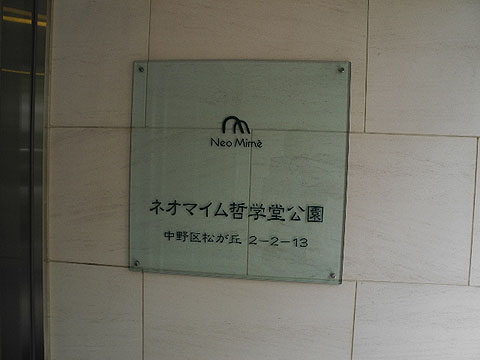 Neo Mimè
ネオマイム哲学堂公園
中野区松が丘 2-2-13